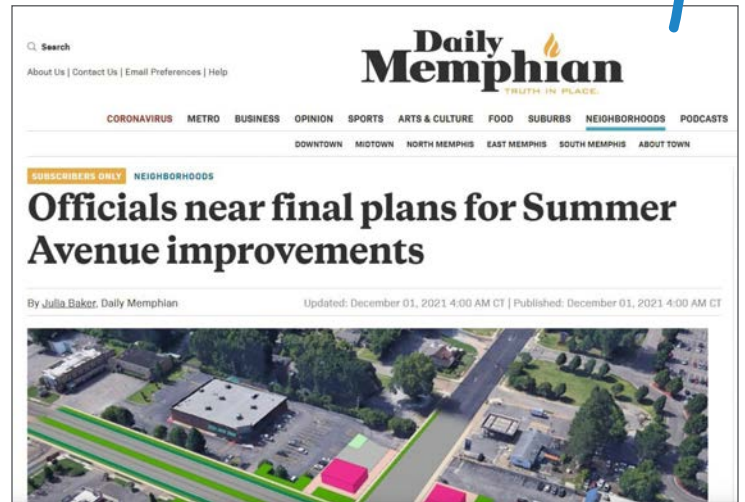 Search
About Us | Contact Us | Email Preferences | Help
Daily
Memphian
TRUTH IN PLACE.
CORONAVIRUS METRO BUSINESS OPINION SPORTS ARTS & CULTURE FOOD SUBURBS NEIGHBORHOODS PODCASTS
DOWNTOWN MIDTOWN NORTH MEMPHIS EAST MEMPHIS SOUTH MEMPHIS ABOUT TOWN
SUBSCRIBERS ONLY NEIGHBORHOODS
Officials near final plans for Summer
Avenue improvements
By Julia Baker, Daily Memphian Updated: December 01, 2021 4:00 AM CT | Published: December 01, 2021 4:00 AM CT